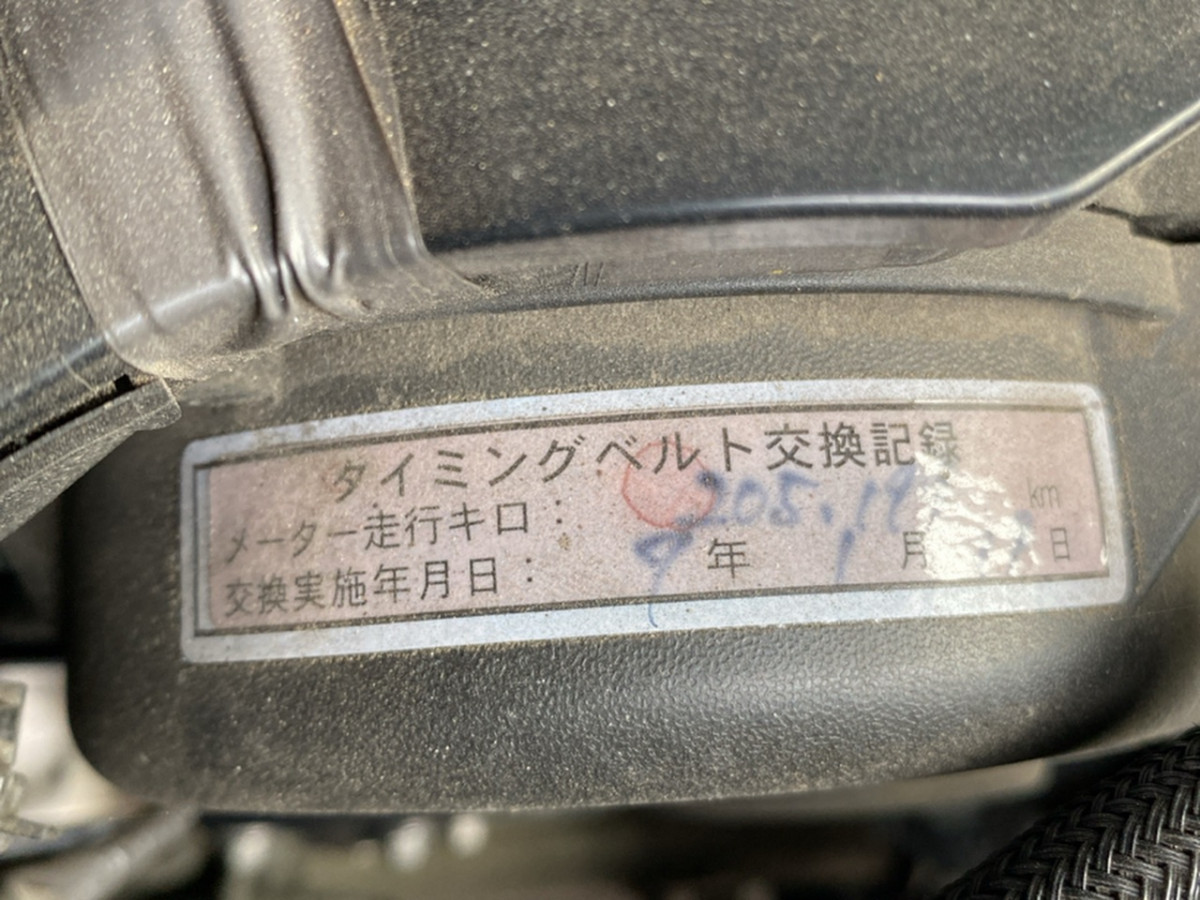 タイミングベルト交換記録
メーター走行キロ： 205.19 km
交換実施年月日： 9年 1月 日